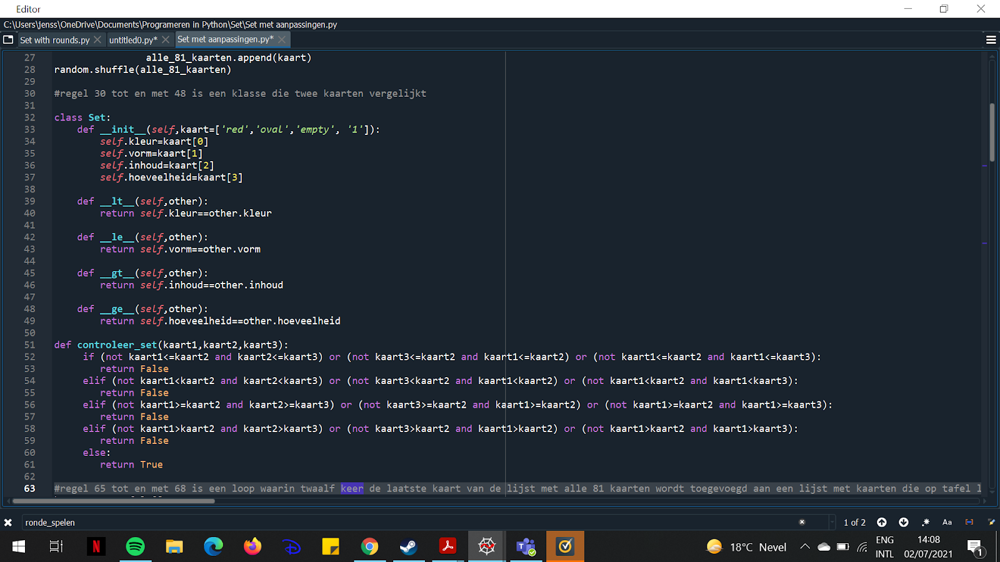 Editor
C:\Users\jenss\OneDrive\Documents\Programeren in Python\Set\Set met aanpassingen.py
Set with rounds.py untitled0.py* Set met aanpassingen.py*
27 alle_81_kaarten.append(kaart)
28 random.shuffle(alle_81_kaarten)
29
30 #regel 30 tot en met 48 is een klasse die twee kaarten vergelijkt
31
32 class Set:
33 def __init__(self,kaart=['red','oval','empty', '1']):
34 self.kleur=kaart[0]
35 self.vorm=kaart[1]
36 self.inhoud=kaart[2]
37 self.hoeveelheid=kaart[3]
38
39 def __lt__(self,other):
40 return self.kleur==other.kleur
41
42 def __le__(self,other):
43 return self.vorm==other.vorm
44
45 def __gt__(self,other):
46 return self.inhoud==other.inhoud
47
48 def __ge__(self,other):
49 return self.hoeveelheid==other.hoeveelheid
50
51 def controleer_set(kaart1,kaart2,kaart3):
52 if (not kaart1<=kaart2 and kaart2<=kaart3) or (not kaart3<=kaart2 and kaart1<=kaart2) or (not kaart1<=kaart2 and kaart1<=kaart3):
53 return False
54 elif (not kaart1<kaart2 and kaart2<kaart3) or (not kaart3<kaart2 and kaart1<kaart2) or (not kaart1<kaart2 and kaart1<kaart3):
55 return False
56 elif (not kaart1>=kaart2 and kaart2>=kaart3) or (not kaart3>=kaart2 and kaart1>=kaart2) or (not kaart1>=kaart2 and kaart1>=kaart3):
57 return False
58 elif (not kaart1>kaart2 and kaart2>kaart3) or (not kaart3>kaart2 and kaart1>kaart2) or (not kaart1>kaart2 and kaart1>kaart3):
59 return False
60 else:
61 return True
62
63 #regel 65 tot en met 68 is een loop waarin twaalf keer de laatste kaart van de lijst met alle 81 kaarten wordt toegevoegd aan een lijst met kaarten die op tafel l
ronde_spelen 1 of 2 .* Aa
18°C Nevel ENG INTL 14:08 02/07/2021 1